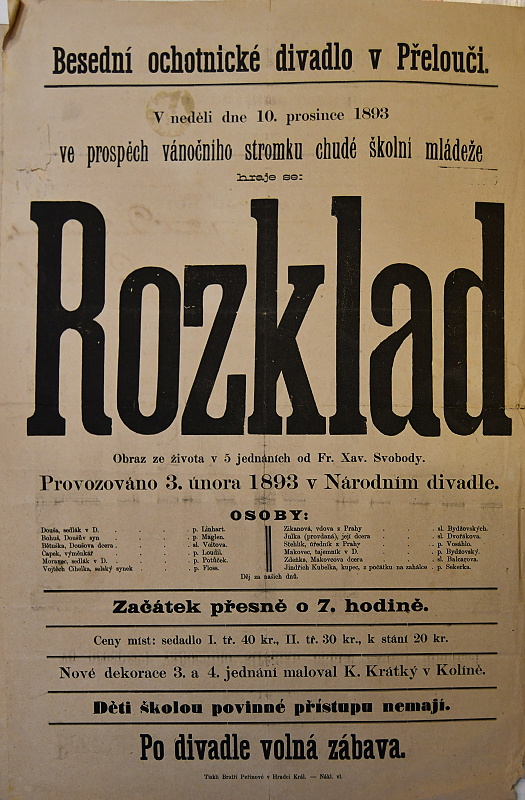 Besední ochotnické divadlo v Přelouči.
V neděli dne 10. prosince 1893
ve prospěch vánočního stromku chudé školní mládeže
hraje se:
Rozklad
Obraz ze života v 5 jednáních od Fr. Xav. Svobody.
Provozováno 3. února 1893 v Národním divadle.
OSOBY:
Douša, sedlák v D. . . . . p. Linhart.
Bohuš, Doušův syn . . . . p. Maglen.
Bětuška, Doušova dcera . . . . sl. Voltova.
Čapek, výměnkář . . . . p. Loudil.
Moravec, sedlák v D. . . . . p. Potůček.
Vojtěch Cihelka, selský synek . . . . p. Floss.
Zikanová, vdova z Prahy . . . . sl. Bydžovských.
Julka (provdaná), její dcera . . . . sl. Dvořákova.
Stehlík, úředník z Prahy . . . . p. Vosáhlo.
Makovec, tajemník v D. . . . . p. Bydžovský.
Zdeňka, Makovcova dcera . . . . sl.
Jindřich Kubelka, kupec, z počátku na zahálce . p. Sekerka.
Děj za našich dnů.
Začátek přesně o 7. hodině.
Ceny míst: sedadlo I. tř. 40 kr., II. tř. 30 kr., k stání 20 kr.
Nové dekorace 3. a 4. jednání maloval K. Krátký v Kolíně.
Děti školou povinné přístupu nemají.
Po divadle volná zábava.
Tiskli Bratři Peřinové v Hradci Král. — Nákl. vl.